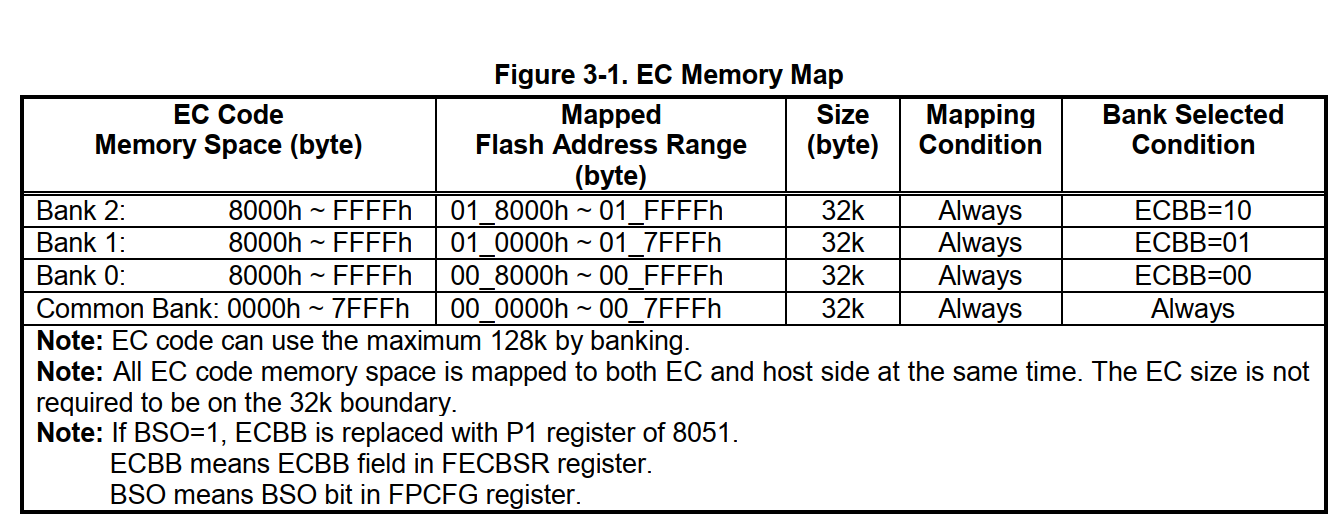 Figure 3-1. EC Memory Map
EC Code Memory Space (byte) Mapped Flash Address Range (byte) Size (byte) Mapping Condition Bank Selected Condition
Bank 2: 8000h ~ FFFFh 01_8000h ~ 01_FFFFh 32k Always ECBB=10
Bank 1: 8000h ~ FFFFh 01_0000h ~ 01_7FFFh 32k Always ECBB=01
Bank 0: 8000h ~ FFFFh 00_8000h ~ 00_FFFFh 32k Always ECBB=00
Common Bank: 0000h ~ 7FFFh 00_0000h ~ 00_7FFFh 32k Always Always
Note: EC code can use the maximum 128k by banking.
Note: All EC code memory space is mapped to both EC and host side at the same time. The EC size is not
required to be on the 32k boundary.
Note: If BSO=1, ECBB is replaced with P1 register of 8051.
ECBB means ECBB field in FECBSR register.
BSO means BSO bit in FPCFG register.